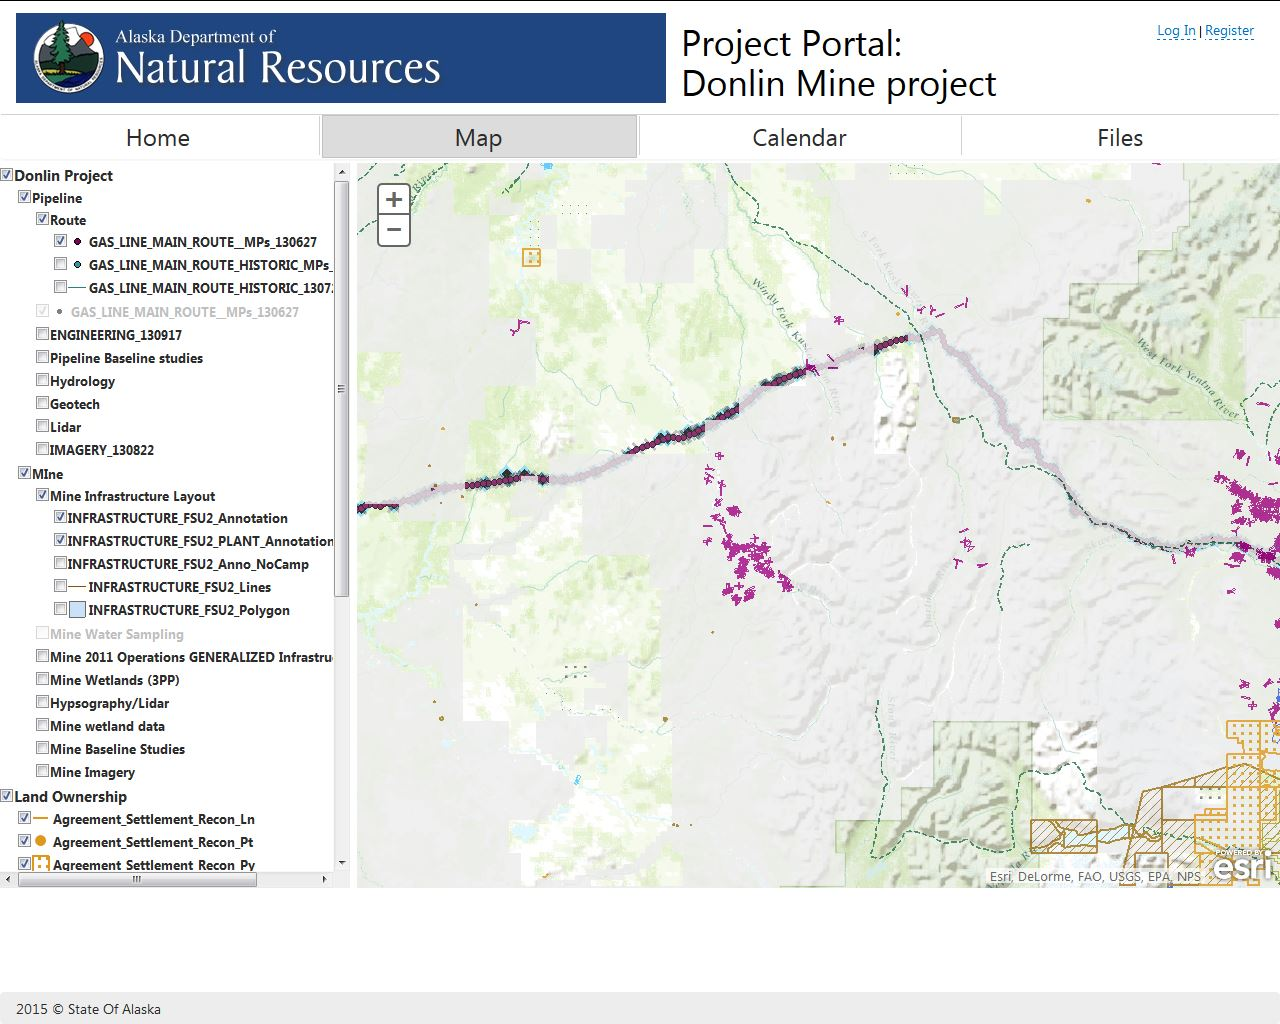 Alaska Department of
Natural Resources
Project Portal:
Donlin Mine project
Log In | Register
Home
Map
Calendar
Files
Donlin Project
Pipeline
Route
GAS_LINE_MAIN_ROUTE__MPs_130627
GAS_LINE_MAIN_ROUTE_HISTORIC_MPs_
GAS_LINE_MAIN_ROUTE_HISTORIC_1307
GAS_LINE_MAIN_ROUTE__MPs_130627
ENGINEERING_130917
Pipeline Baseline studies
Hydrology
Geotech
Lidar
IMAGERY_130822
MIne
Mine Infrastructure Layout
INFRASTRUCTURE_FSU2_Annotation
INFRASTRUCTURE_FSU2_PLANT_Annotation
INFRASTRUCTURE_FSU2_Anno_NoCamp
INFRASTRUCTURE_FSU2_Lines
INFRASTRUCTURE_FSU2_Polygon
Mine Water Sampling
Mine 2011 Operations GENERALIZED Infrastru
Mine Wetlands (3PP)
Hypsography/Lidar
Mine wetland data
Mine Baseline Studies
Mine Imagery
Land Ownership
Agreement_Settlement_Recon_Ln
Agreement_Settlement_Recon_Pt
Agreement_Settlement_Recon_Py
+
−
River
Windy Fork Kus
West Fork Yentna River
Esri, DeLorme, FAO, USGS, EPA, NPS
POWERED BY
esri
2015 © State Of Alaska